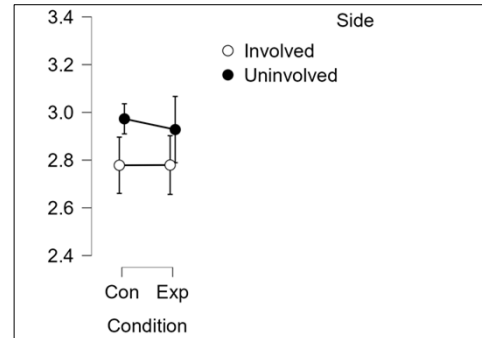 Side
Involved
Uninvolved
3.4
3.2
3.0
2.8
2.6
2.4
Con Exp
Condition